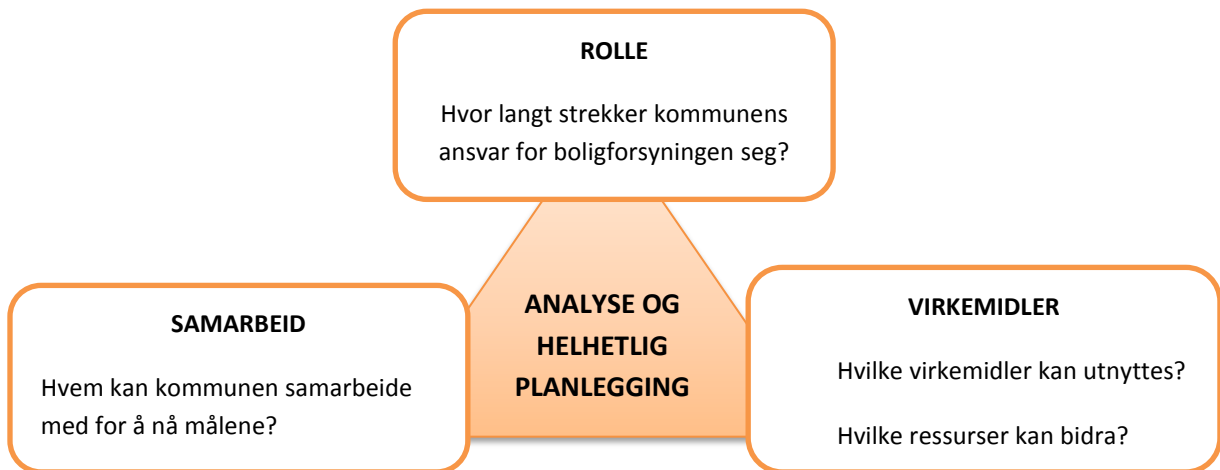 ROLLE
Hvor langt strekker kommunens
ansvar for boligforsyningen seg?
SAMARBEID
Hvem kan kommunen samarbeide
med for å nå målene?
ANALYSE OG
HELHETLIG
PLANLEGGING
VIRKEMIDLER
Hvilke virkemidler kan utnyttes?
Hvilke ressurser kan bidra?